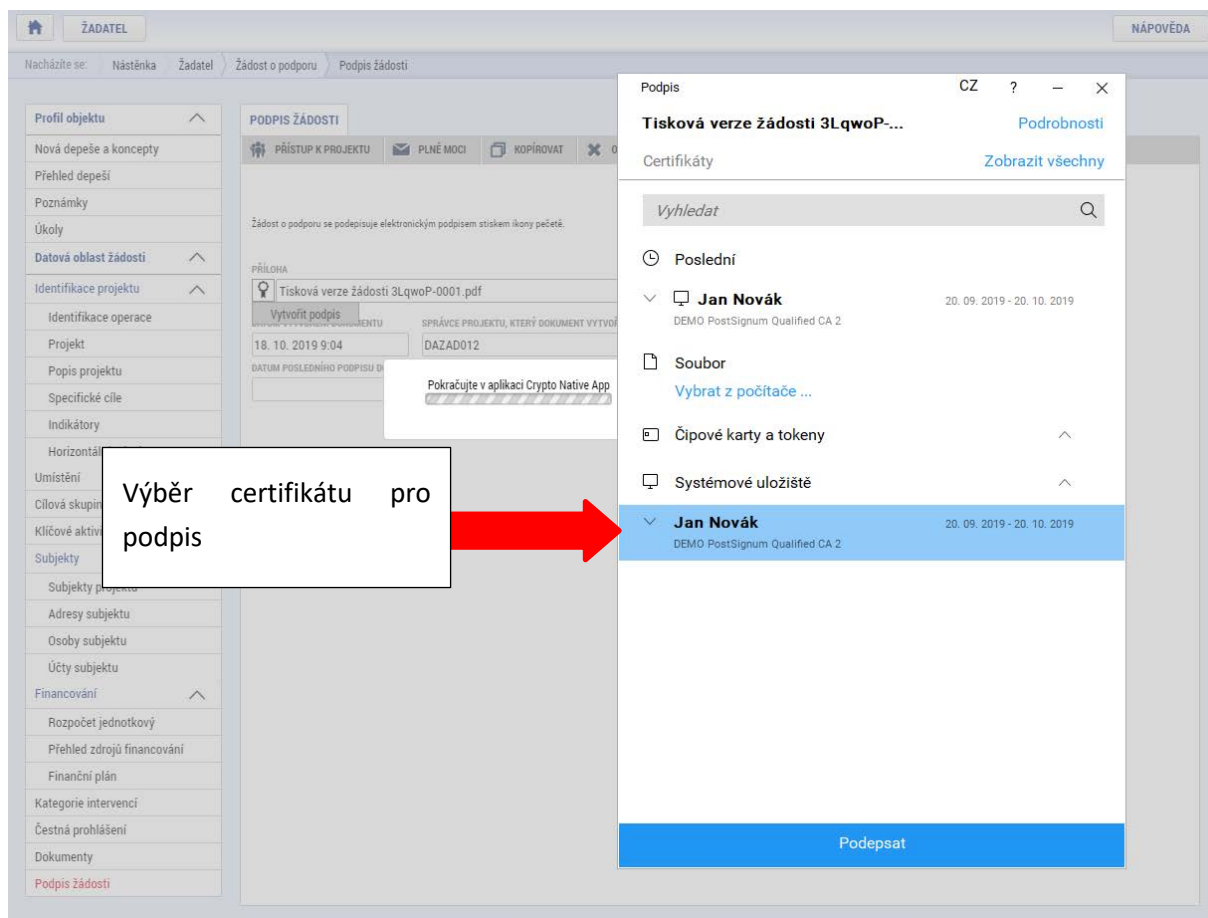 ŽADATEL
NÁPOVĚDA
Nacházíte se: Nástěnka Žadatel Žádost o podporu Podpis žádosti
Profil objektu
Nová depeše a koncepty
Přehled depeší
Poznámky
Úkoly
Datová oblast žádosti
Identifikace projektu
Identifikace operace
Projekt
Popis projektu
Specifické cíle
Indikátory
Horizontál
Umístění
Cílová skupin
Klíčové aktivi
Subjekty
Subjekty projektu
Adresy subjektu
Osoby subjektu
Účty subjektu
Financování
Rozpočet jednotkový
Přehled zdrojů financování
Finanční plán
Kategorie intervencí
Čestná prohlášení
Dokumenty
Podpis žádosti
PODPIS ŽÁDOSTI
PŘÍSTUP K PROJEKTU PLNÉ MOCI KOPÍROVAT
Žádost o podporu se podepisuje elektronickým podpisem stiskem ikony pečetě.
PŘÍLOHA
Tisková verze žádosti 3LqwoP-0001.pdf
Vytvořit podpis
SPRÁVCE PROJEKTU, KTERÝ DOKUMENT VYTVOŘ
18. 10. 2019 9:04 DAZAD012
DATUM POSLEDNÍHO PODPISU D
Pokračujte v aplikaci Crypto Native App
Výběr certifikátu pro
podpis
Podpis CZ ?
Tisková verze žádosti 3LqwoP-... Podrobnosti
Certifikáty Zobrazit všechny
Vyhledat
Poslední
Jan Novák 20. 09. 2019 - 20. 10. 2019
DEMO PostSignum Qualified CA 2
Soubor
Vybrat z počítače ...
Čipové karty a tokeny
Systémové uložiště
Jan Novák 20. 09. 2019 - 20. 10. 2019
DEMO PostSignum Qualified CA 2
Podepsat